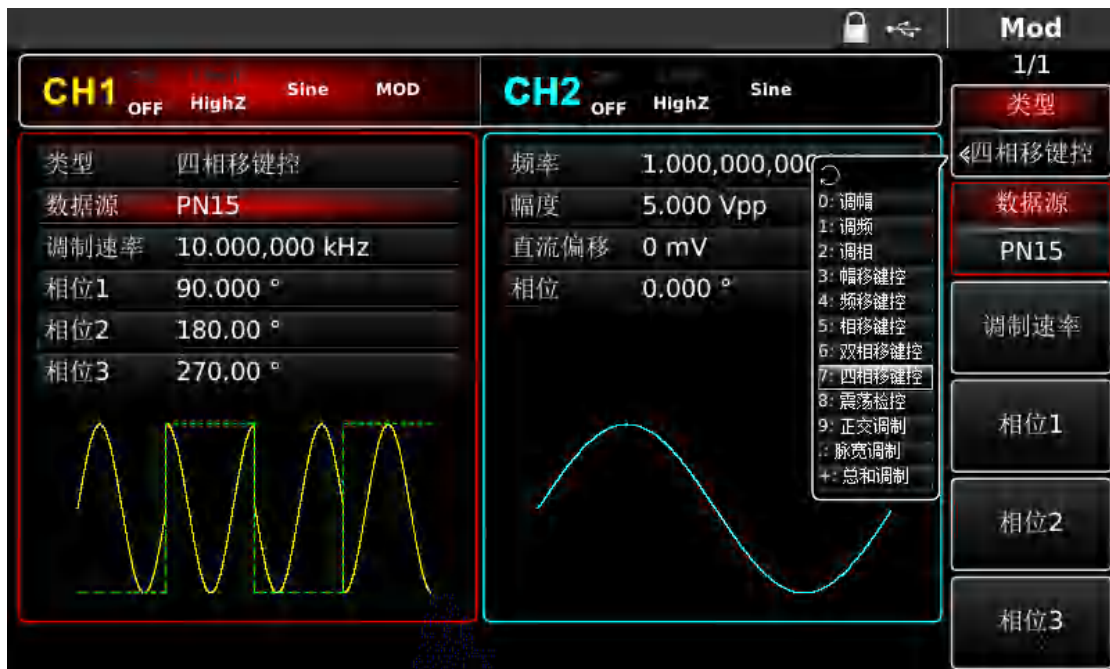 Mod
1/1
CH1 OFF HighZ Sine MOD
CH2 OFF HighZ Sine
类型 四相移键控
数据源 PN15
调制速率 10.000,000 kHz
相位1 90.000 °
相位2 180.00 °
相位3 270.00 °
频率 1.000,000,000
幅度 5.000 Vpp
直流偏移 0 mV
相位 0.000 °
0: 调幅
1: 调频
2: 调相
3: 幅移键控
4: 频移键控
5: 相移键控
6: 双相移键控
7: 四相移键控
8: 震荡检控
9: 正交调制
.: 脉宽调制
+: 总和调制
类型
四相移键控
数据源
PN15
调制速率
相位1
相位2
相位3